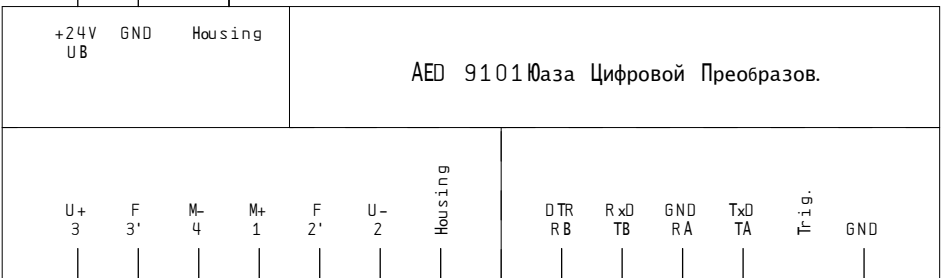 +24V GND Housing
UB
AED 9101Юаза Цифровой Преобразов.
U+ F M- M+ F U- Housing DTR RxD GND TxD Trig. GND
3 3' 4 1 2' 2 RB TB RA TA